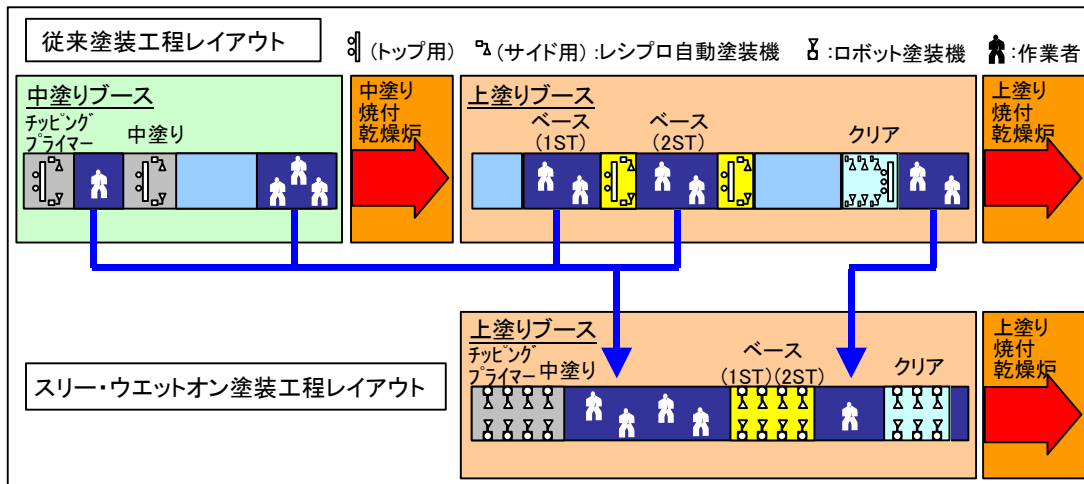 従来塗装工程レイアウト
(トップ用) (サイド用):レシプロ自動塗装機 :ロボット塗装機 :作業者
中塗りブース
チッピング
プライマー
中塗り
中塗り
焼付
乾燥炉
上塗りブース
ベース
(1ST)
ベース
(2ST)
クリア
上塗り
焼付
乾燥炉
スリー・ウエットオン塗装工程レイアウト
上塗りブース
チッピング
プライマー
中塗り
ベース
(1ST)(2ST)
クリア
上塗り
焼付
乾燥炉